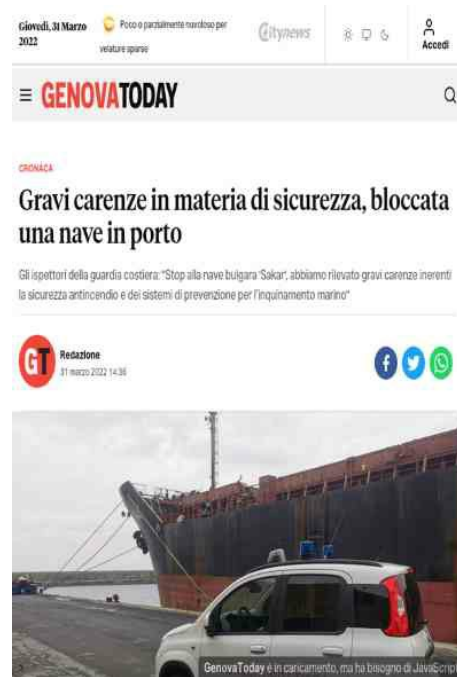 Giovedì, 31 Marzo
2022
Poco o parzialmente nuvoloso per
velature sparse
Citynews
Accedi
GENOVATODAY
CRONACA
Gravi carenze in materia di sicurezza, bloccata
una nave in porto
Gli ispettori della guardia costiera: "Stop alla nave bulgara 'Sakar', abbiamo rilevato gravi carenze inerenti
la sicurezza antincendio e dei sistemi di prevenzione per l'inquinamento marino"
GT
Redazione
31 marzo 2022 14:36
GenovaToday è in caricamento, ma ha bisogno di JavaScript